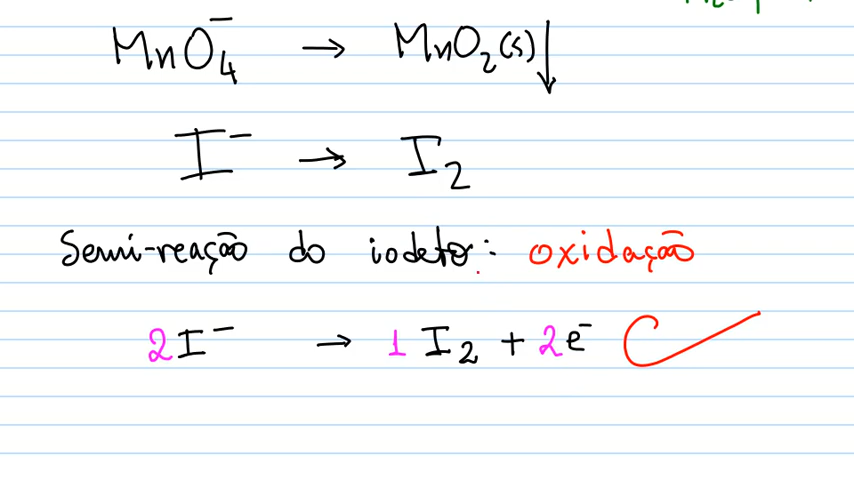 MnO₄⁻ → MnO₂(s)↓
I⁻ → I₂
Semi-reação do iodeto: oxidação
2I⁻ → 1 I₂ + 2e⁻